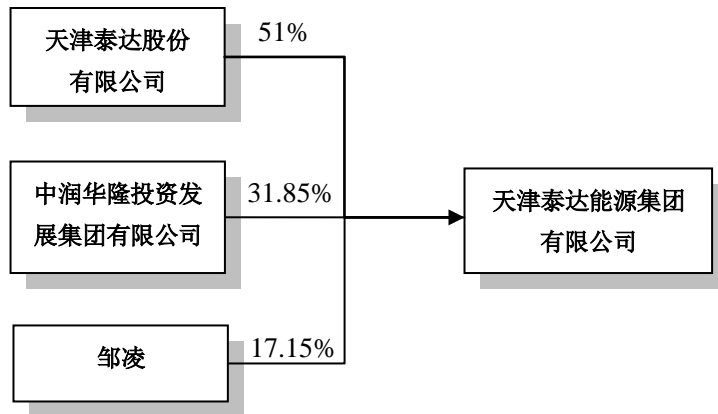 天津泰达股份
有限公司
51%
中润华隆投资发
展集团有限公司
31.85%
邹凌
17.15%
天津泰达能源集团
有限公司